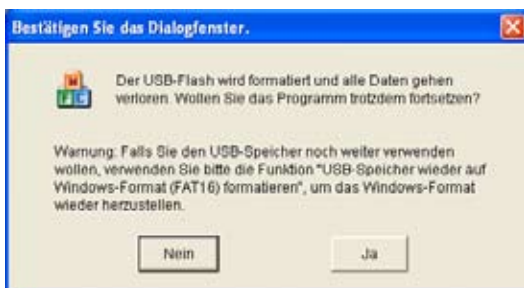 Bestätigen Sie das Dialogfenster.
Der USB-Flash wird formatiert und alle Daten gehen
verloren. Wollen Sie das Programm trotzdem fortsetzen?
Warnung: Falls Sie den USB-Speicher noch weiter verwenden
wollen, verwenden Sie bitte die Funktion "USB-Speicher wieder auf
Windows-Format (FAT16) formatieren", um das Windows-Format
wieder herzustellen.
Nein
Ja